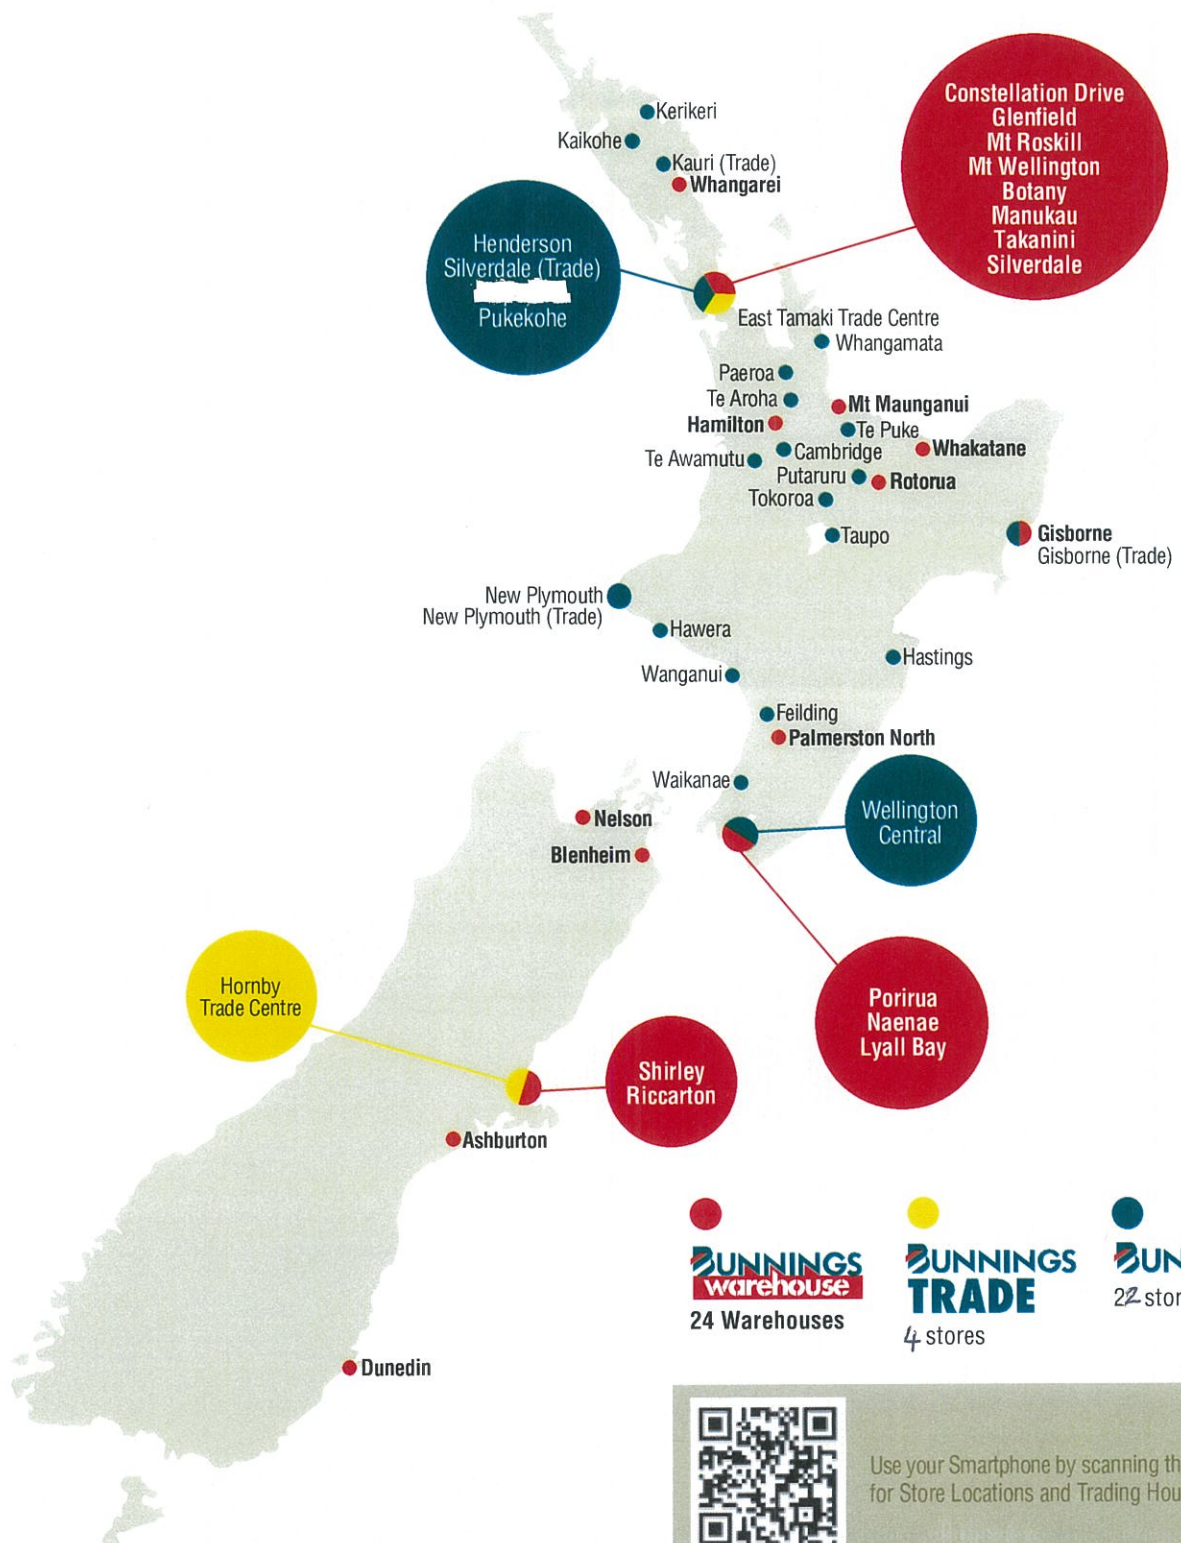 Constellation Drive
Glenfield
Mt Roskill
Mt Wellington
Botany
Manukau
Takanini
Silverdale
Kerikeri
Kaikohe
Kauri (Trade)
Whangarei
Henderson
Silverdale (Trade)
Pukekohe
East Tamaki Trade Centre
Whangamata
Paeroa
Te Aroha
Mt Maunganui
Hamilton
Te Puke
Cambridge
Whakatane
Te Awamutu
Putaruru
Rotorua
Tokoroa
Taupo
Gisborne
Gisborne (Trade)
New Plymouth
New Plymouth (Trade)
Hawera
Hastings
Wanganui
Feilding
Palmerston North
Waikanae
Wellington
Central
Nelson
Blenheim
Porirua
Naenae
Lyall Bay
Hornby
Trade Centre
Shirley
Riccarton
Ashburton
Dunedin
BUNNINGS
warehouse
24 Warehouses
BUNNINGS
TRADE
4 stores
BUN
22 stor
Use your Smartphone by scanning th
for Store Locations and Trading Hou